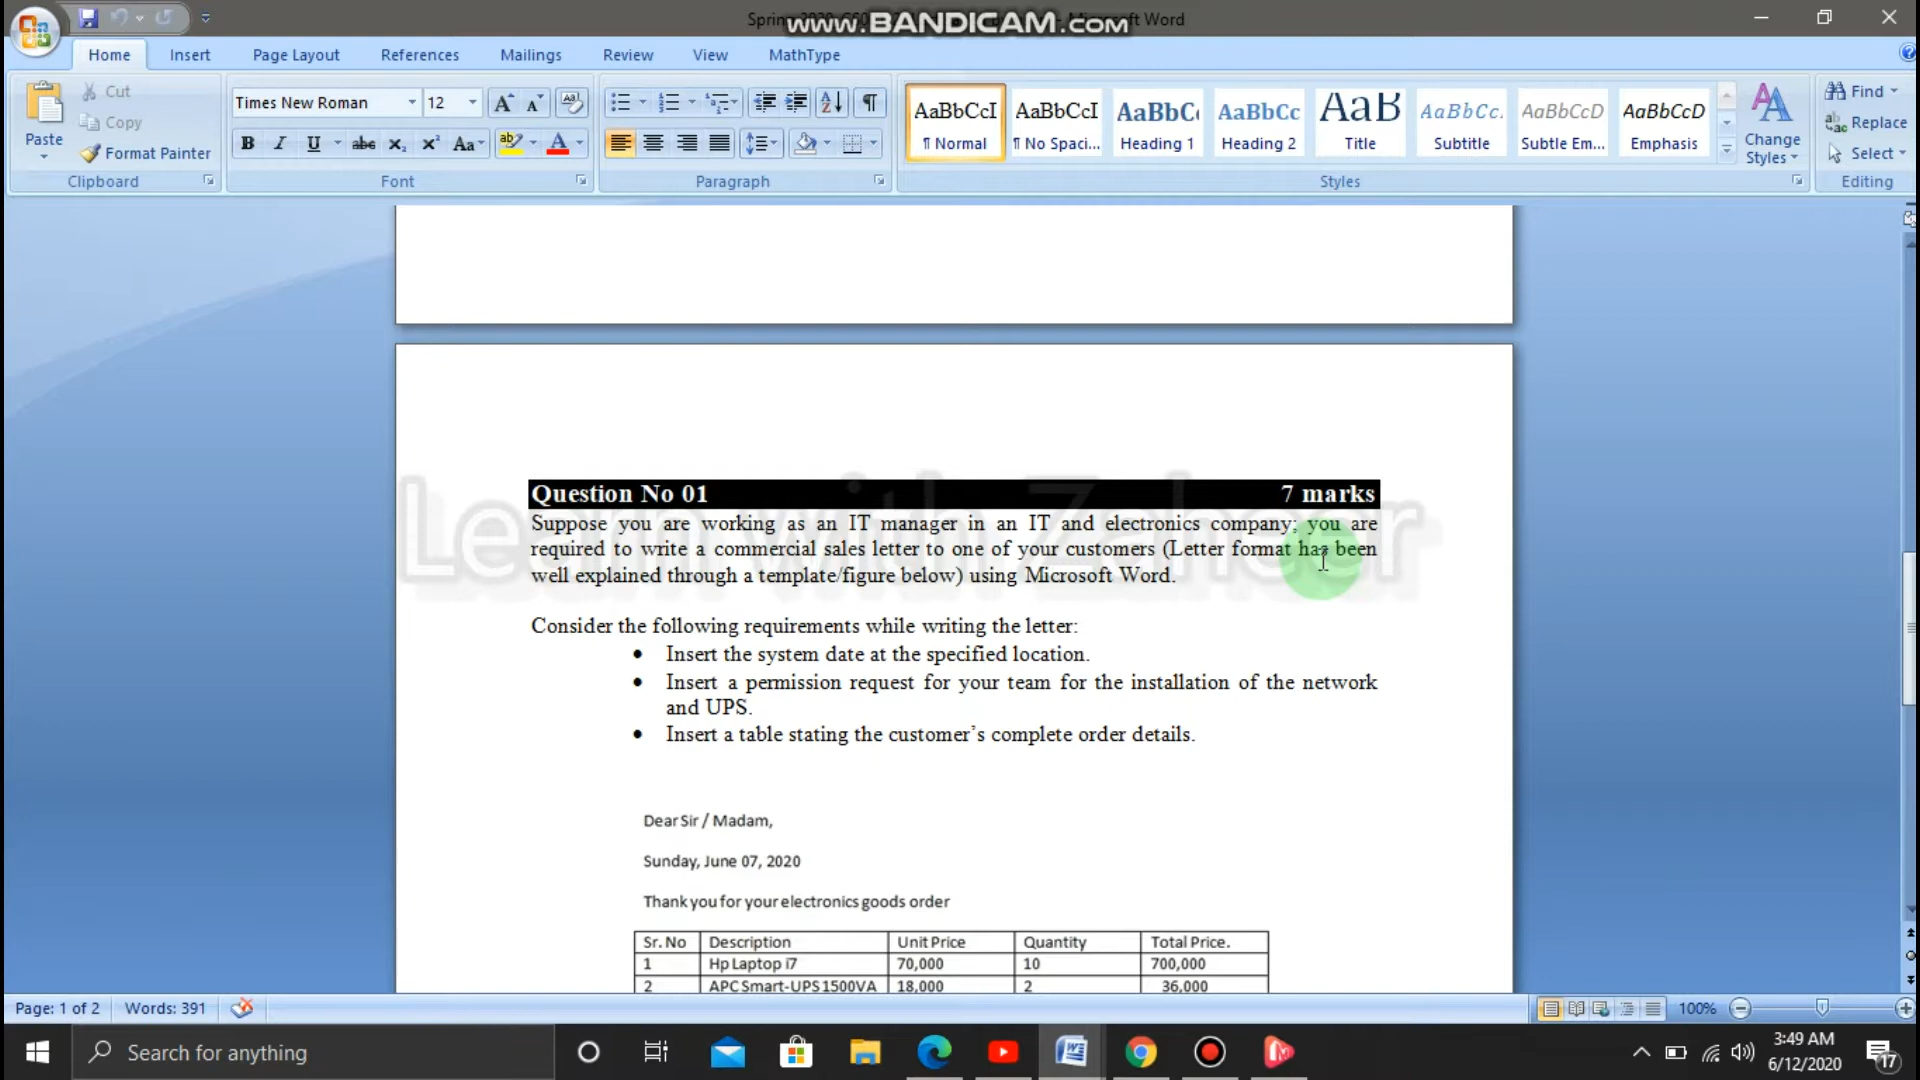 Spring 2020_CS0 - Microsoft Word
www.BANDICAM.com
Home Insert Page Layout References Mailings Review View MathType
Paste
Cut
Copy
Format Painter
Clipboard
Times New Roman 12
Font
Paragraph
AaBbCcI AaBbCcI AaBbC AaBbCc AaB AaBbCc. AaBbCcD AaBbCcD
¶ Normal ¶ No Spaci... Heading 1 Heading 2 Title Subtitle Subtle Em... Emphasis
Styles
Change Styles
Find
Replace
Select
Editing
Learn with Zaheer
Question No 01 7 marks
Suppose you are working as an IT manager in an IT and electronics company; you are
required to write a commercial sales letter to one of your customers (Letter format has been
well explained through a template/figure below) using Microsoft Word.
Consider the following requirements while writing the letter:
• Insert the system date at the specified location.
• Insert a permission request for your team for the installation of the network
and UPS.
• Insert a table stating the customer's complete order details.
Dear Sir / Madam,
Sunday, June 07, 2020
Thank you for your electronics goods order
Sr. No Description Unit Price Quantity Total Price.
1 Hp Laptop i7 70,000 10 700,000
2 APC Smart-UPS 1500VA 18,000 2 36,000
Page: 1 of 2 Words: 391 100%
Search for anything
3:49 AM
6/12/2020
17